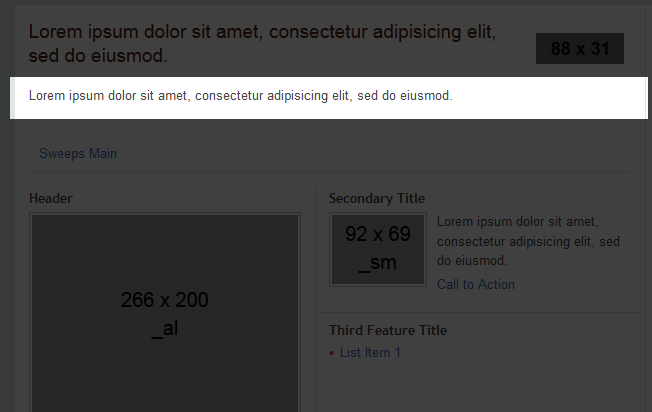 Lorem ipsum dolor sit amet, consectetur adipisicing elit,
sed do eiusmod.
88 x 31
Lorem ipsum dolor sit amet, consectetur adipisicing elit, sed do eiusmod.
Sweeps Main
Header
266 x 200
_al
Secondary Title
92 x 69
_sm
Lorem ipsum dolor sit amet,
consectetur adipisicing elit, sed
do eiusmod.
Call to Action
Third Feature Title
• List Item 1